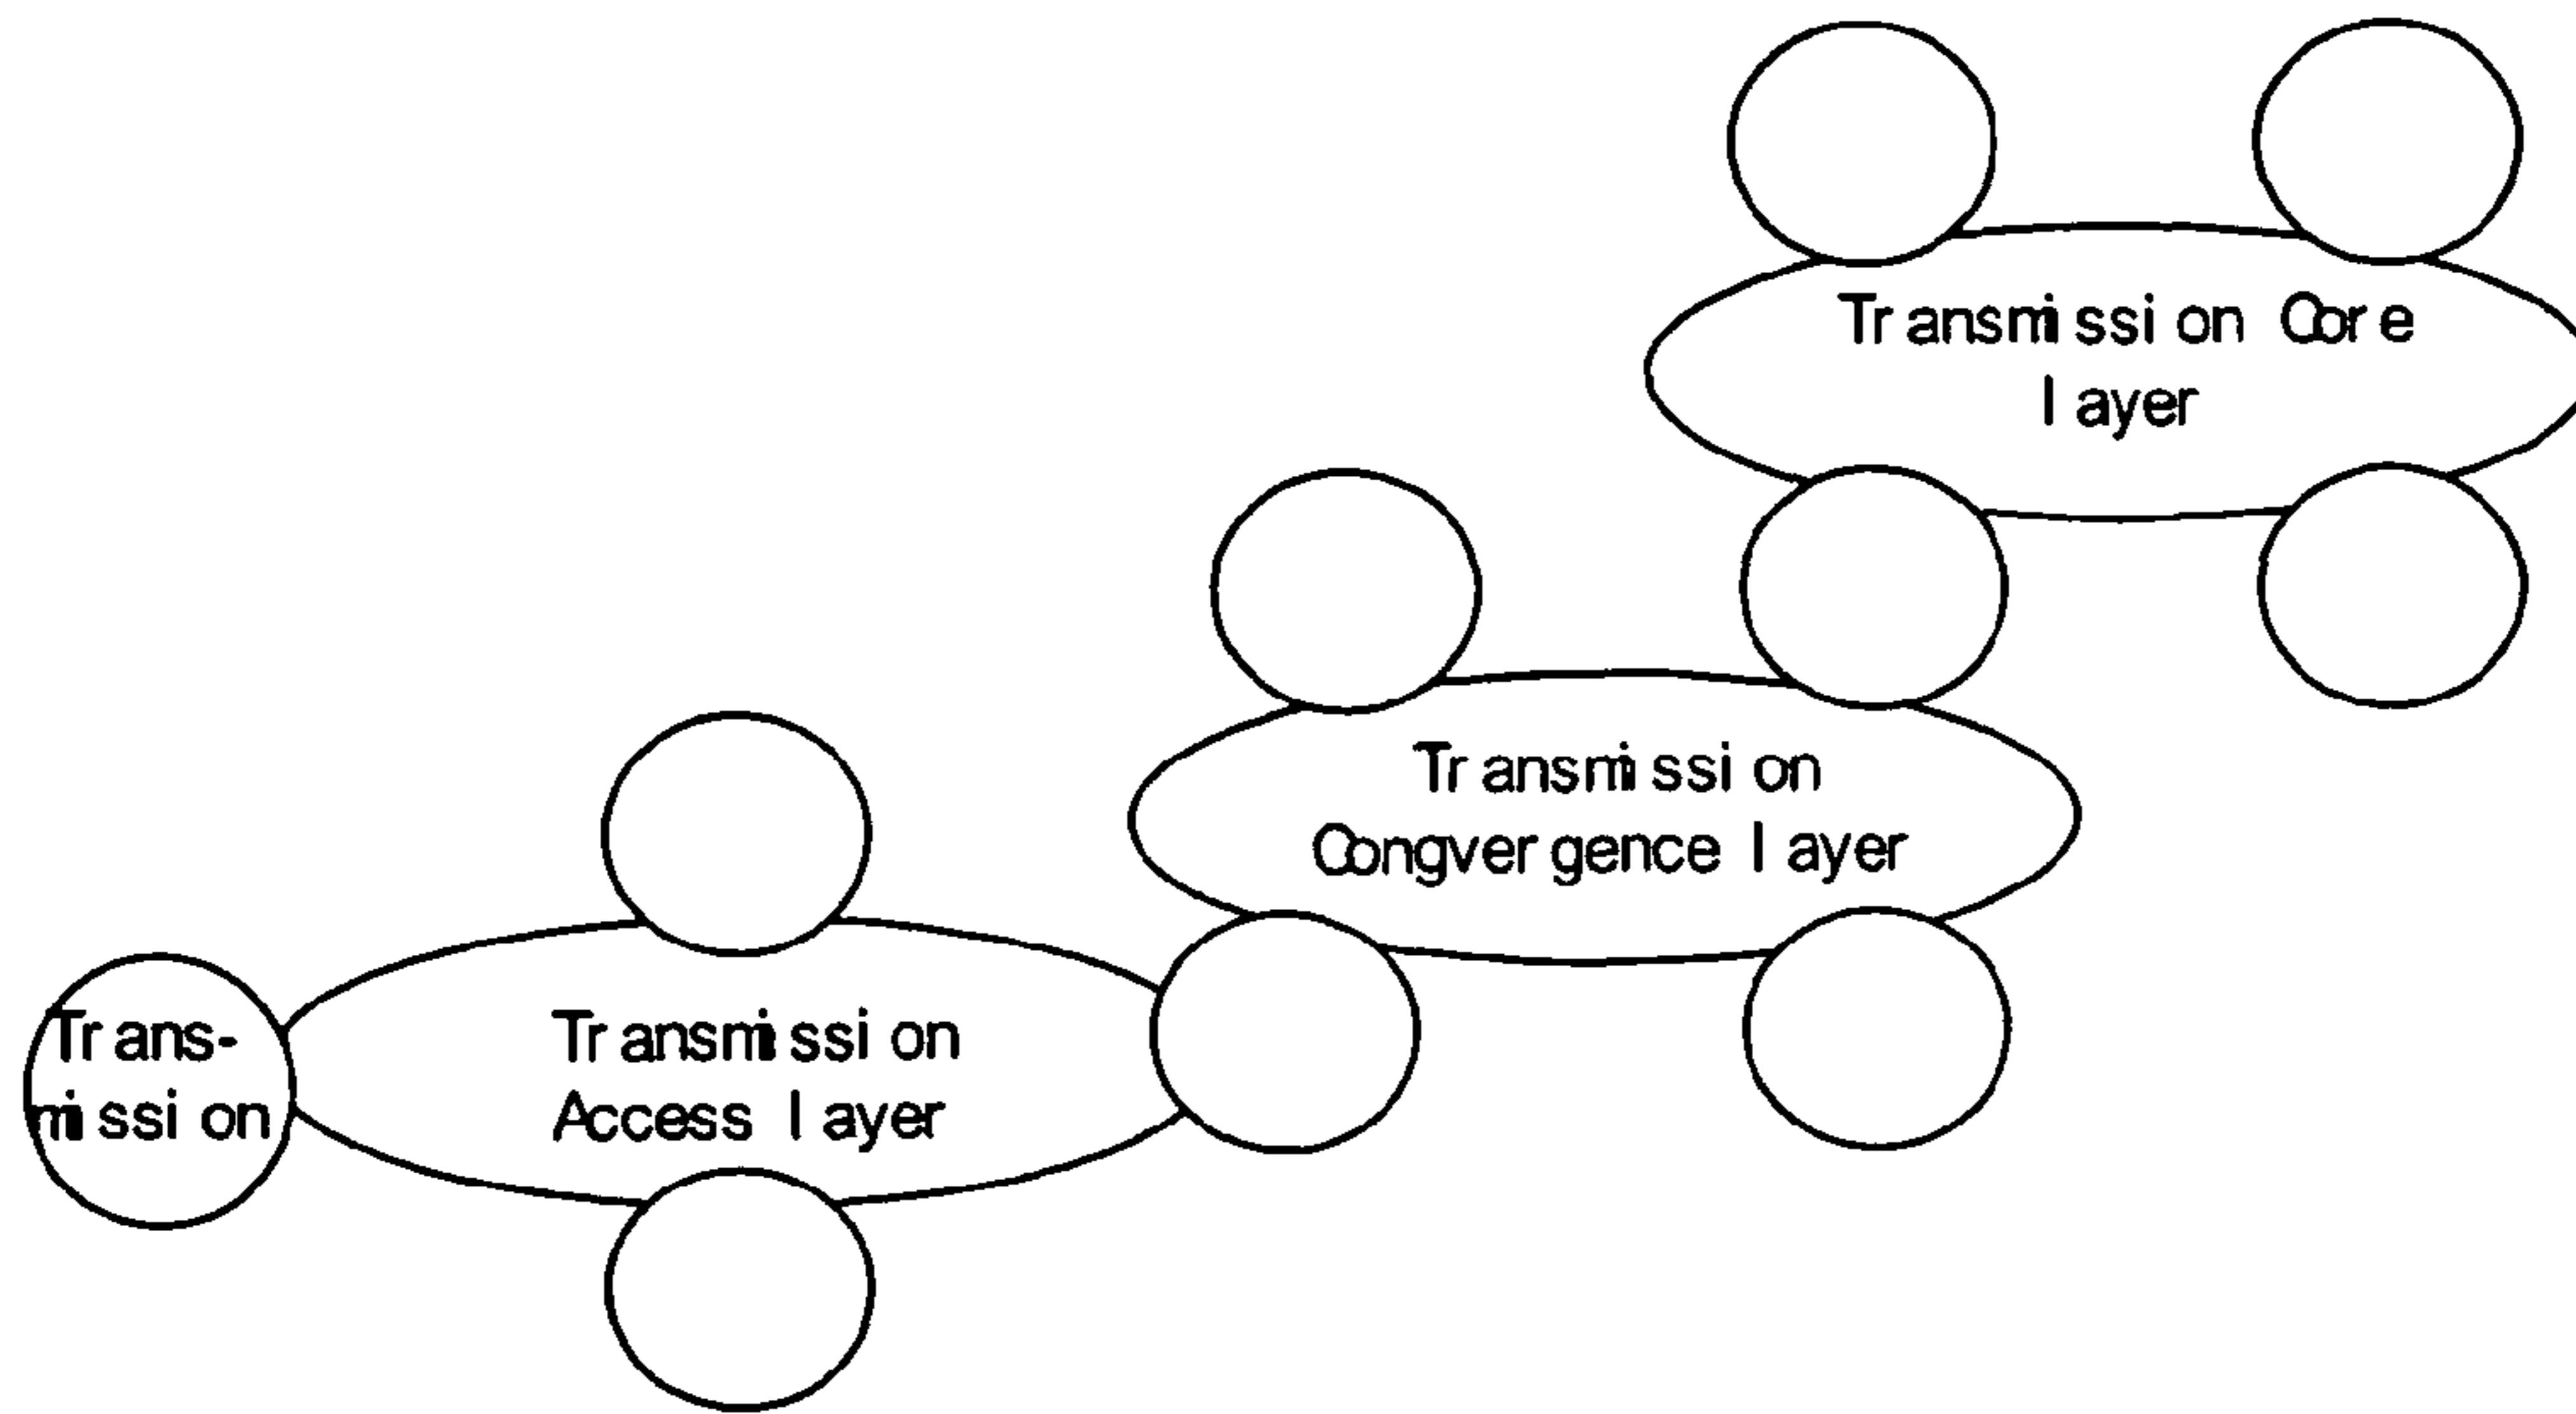 Transmission Core
layer
Transmission
Congvergence layer
Trans-
mission
Transmission
Access layer